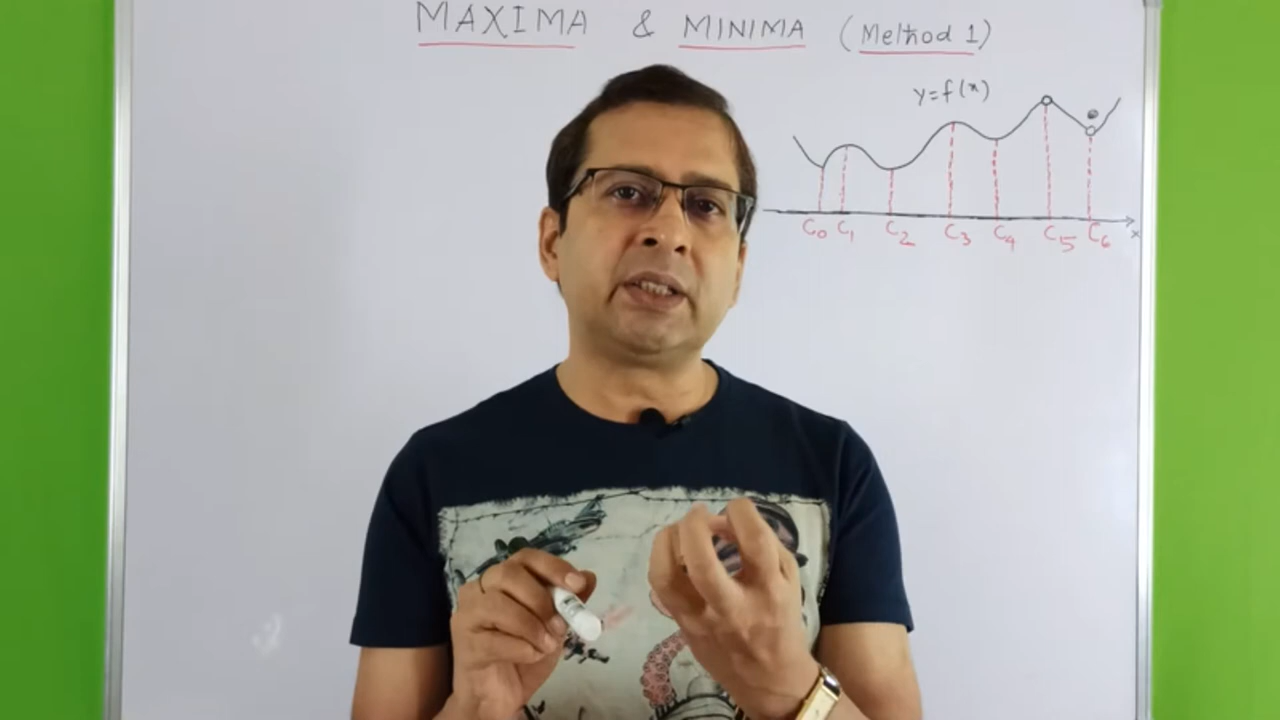 MAXIMA & MINIMA (Method 1)
y=f(x)
C₀ C₁ C₂ C₃ C₄ C₅ C₆ x